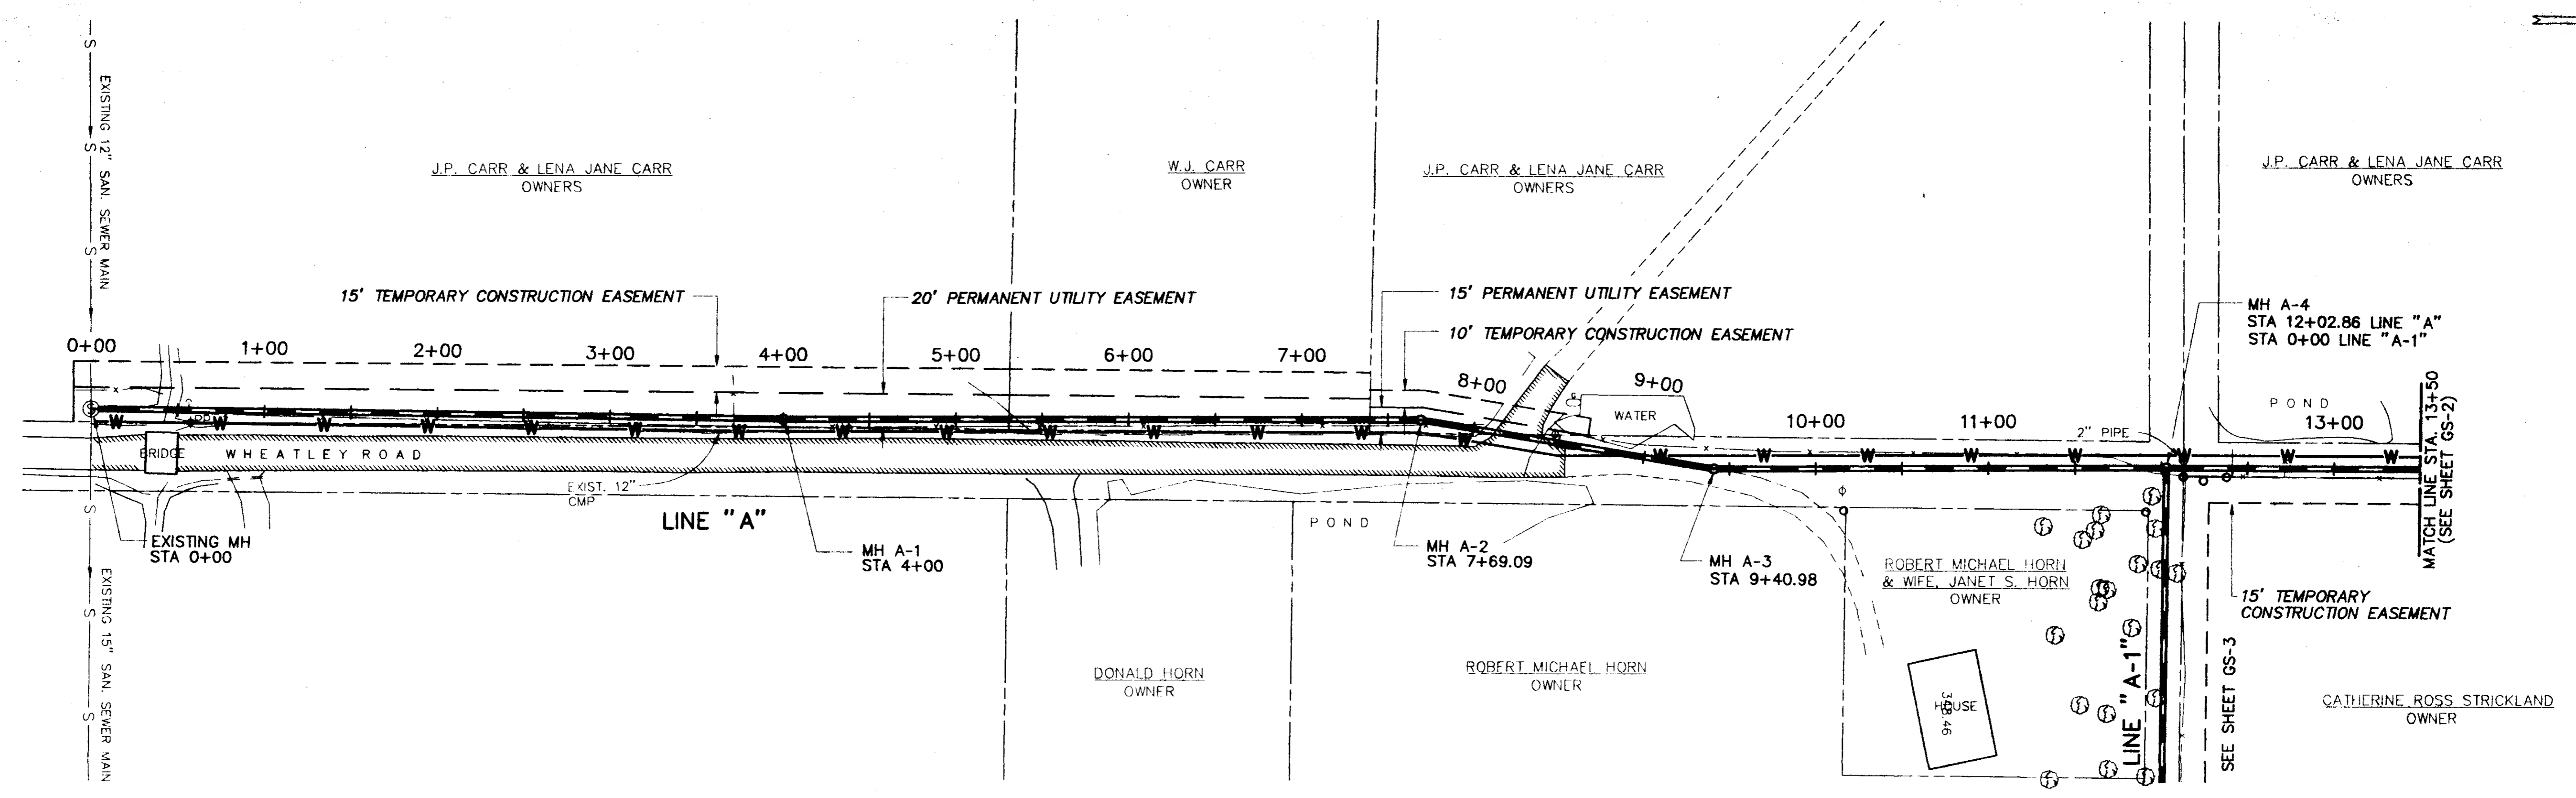 EXISTING 12" SAN. SEWER MAIN
S
S
S
J.P. CARR & LENA JANE CARR
OWNERS
W.J. CARR
OWNER
J.P. CARR & LENA JANE CARR
OWNERS
J.P. CARR & LENA JANE CARR
OWNERS
15' TEMPORARY CONSTRUCTION EASEMENT
20' PERMANENT UTILITY EASEMENT
15' PERMANENT UTILITY EASEMENT
10' TEMPORARY CONSTRUCTION EASEMENT
MH A-4
STA 12+02.86 LINE "A"
STA 0+00 LINE "A-1"
0+00 1+00 2+00 3+00 4+00 5+00 6+00 7+00 8+00 9+00 10+00 11+00 13+00
WATER
POND
2" PIPE
MATCH LINE STA. 13+50
(SEE SHEET GS-2)
S
PP
W W W W W W W W W W W W W W W W W W W W W W W
BRIDGE
WHEATLEY ROAD
EXIST. 12"
CMP
LINE "A"
POND
EXISTING MH
STA 0+00
MH A-1
STA 4+00
MH A-2
STA 7+69.09
MH A-3
STA 9+40.98
ROBERT MICHAEL HORN
& WIFE, JANET S. HORN
OWNER
15' TEMPORARY
CONSTRUCTION EASEMENT
S
S
S
EXISTING 15" SAN. SEWER MAIN
DONALD HORN
OWNER
ROBERT MICHAEL HORN
OWNER
HOUSE
LINE "A-1"
SEE SHEET GS-3
CATHERINE ROSS STRICKLAND
OWNER